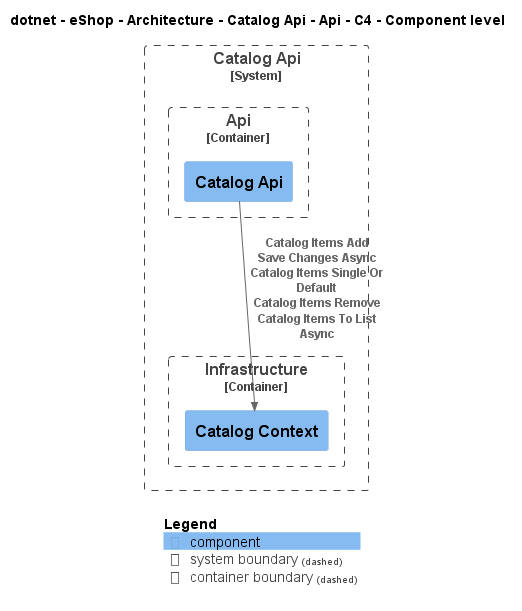 dotnet - eShop - Architecture - Catalog Api - Api - C4 - Component level
Catalog Api
[System]
Api
[Container]
Catalog Api
Catalog Items Add
Save Changes Async
Catalog Items Single Or
Default
Catalog Items Remove
Catalog Items To List
Async
Infrastructure
[Container]
Catalog Context
Legend
component
system boundary (dashed)
container boundary (dashed)